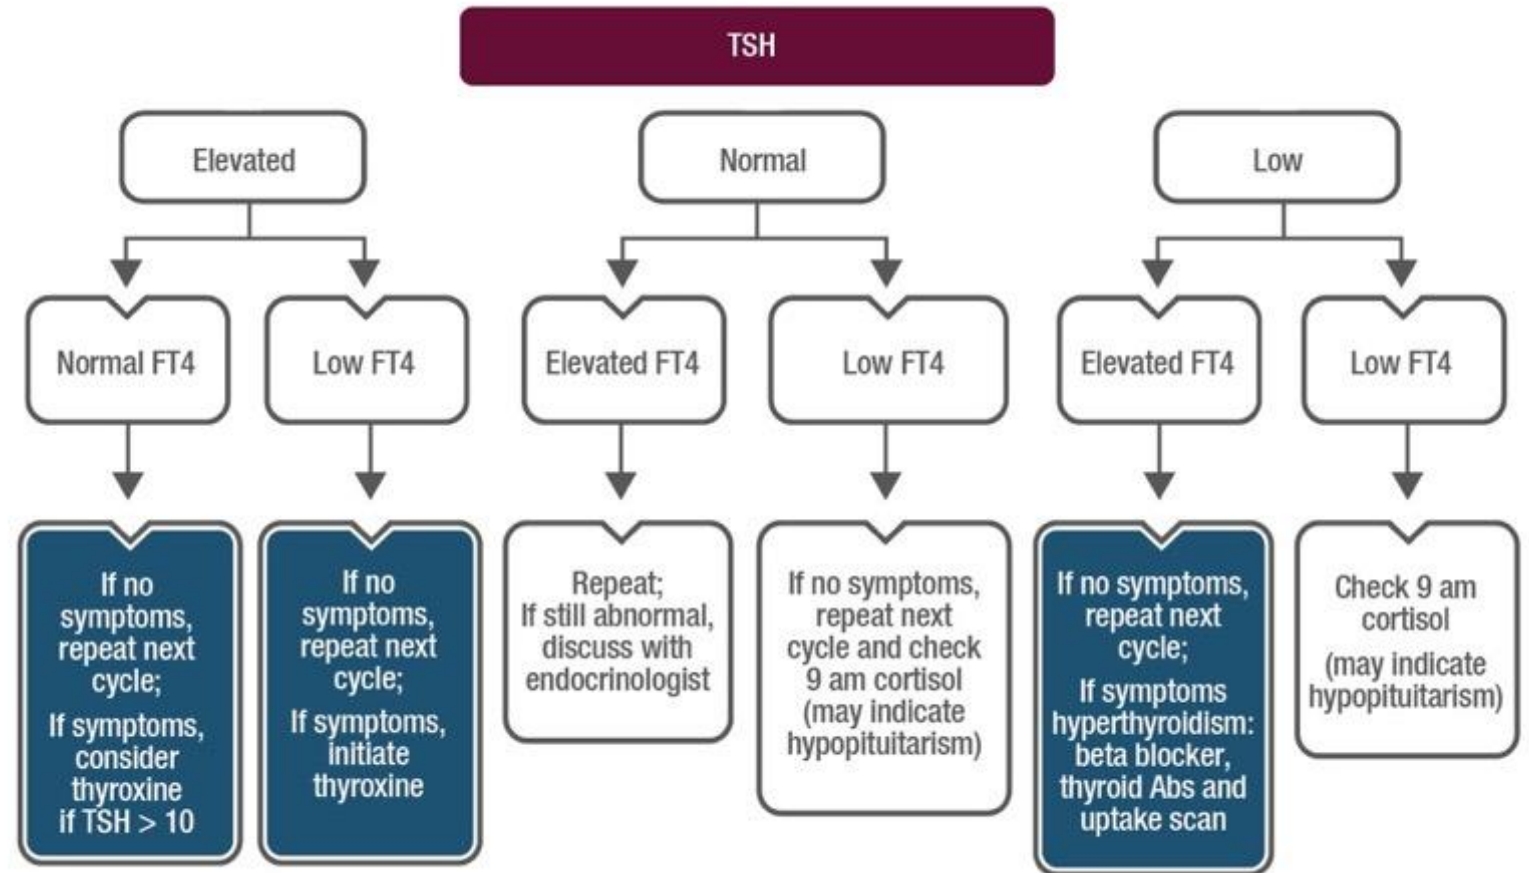 TSH
Elevated
Normal
Low
Normal FT4
Low FT4
Elevated FT4
Low FT4
Elevated FT4
Low FT4
If no
symptoms,
repeat next
cycle;
If symptoms,
consider
thyroxine
if TSH > 10
If no
symptoms,
repeat next
cycle;
If symptoms,
initiate
thyroxine
Repeat;
If still abnormal,
discuss with
endocrinologist
If no symptoms,
repeat next
cycle and check
9 am cortisol
(may indicate
hypopituitarism)
If no symptoms,
repeat next
cycle;
If symptoms
hyperthyroidism:
beta blocker,
thyroid Abs and
uptake scan
Check 9 am
cortisol
(may indicate
hypopituitarism)